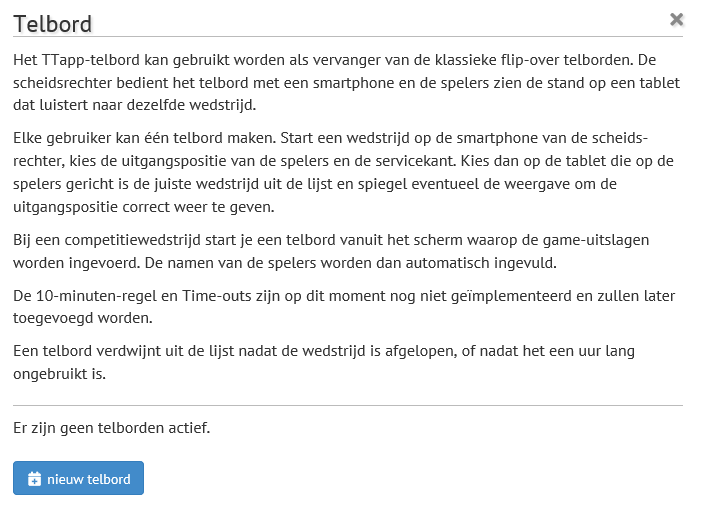 Telbord
Het TTapp-telbord kan gebruikt worden als vervanger van de klassieke flip-over telborden. De
scheidsrechter bedient het telbord met een smartphone en de spelers zien de stand op een tablet
dat luistert naar dezelfde wedstrijd.
Elke gebruiker kan één telbord maken. Start een wedstrijd op de smartphone van de scheids-
rechter, kies de uitgangspositie van de spelers en de servicekant. Kies dan op de tablet die op de
spelers gericht is de juiste wedstrijd uit de lijst en spiegel eventueel de weergave om de
uitgangspositie correct weer te geven.
Bij een competitiewedstrijd start je een telbord vanuit het scherm waarop de game-uitslagen
worden ingevoerd. De namen van de spelers worden dan automatisch ingevuld.
De 10-minuten-regel en Time-outs zijn op dit moment nog niet geïmplementeerd en zullen later
toegevoegd worden.
Een telbord verdwijnt uit de lijst nadat de wedstrijd is afgelopen, of nadat het een uur lang
ongebruikt is.
Er zijn geen telborden actief.
nieuw telbord